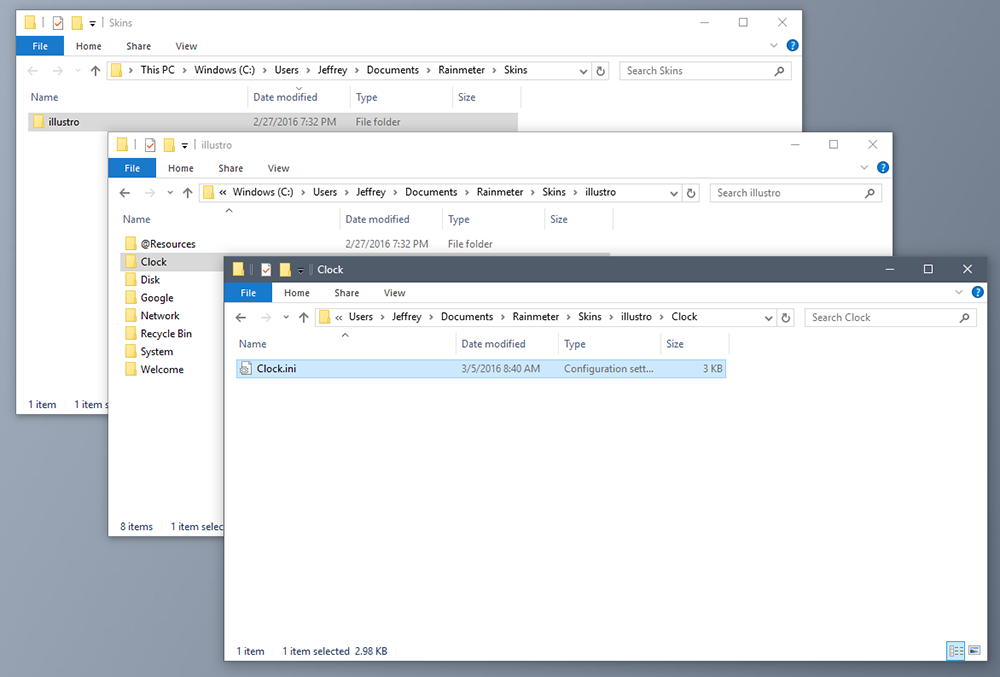 Skins
File Home Share View
This PC Windows (C:) Users Jeffrey Documents Rainmeter Skins Search Skins
Name Date modified Type Size
illustro 2/27/2016 7:32 PM File folder
1 item 1 item s
illustro
File Home Share View
« Windows (C:) Users Jeffrey Documents Rainmeter Skins illustro Search illustro
Name Date modified Type Size
@Resources 2/27/2016 7:32 PM File folder
Clock
Disk
Google
Network
Recycle Bin
System
Welcome
8 items 1 item selec
Clock
File Home Share View
« Users Jeffrey Documents Rainmeter Skins illustro Clock Search Clock
Name Date modified Type Size
Clock.ini 3/5/2016 8:40 AM Configuration sett... 3 KB
1 item 1 item selected 2.98 KB